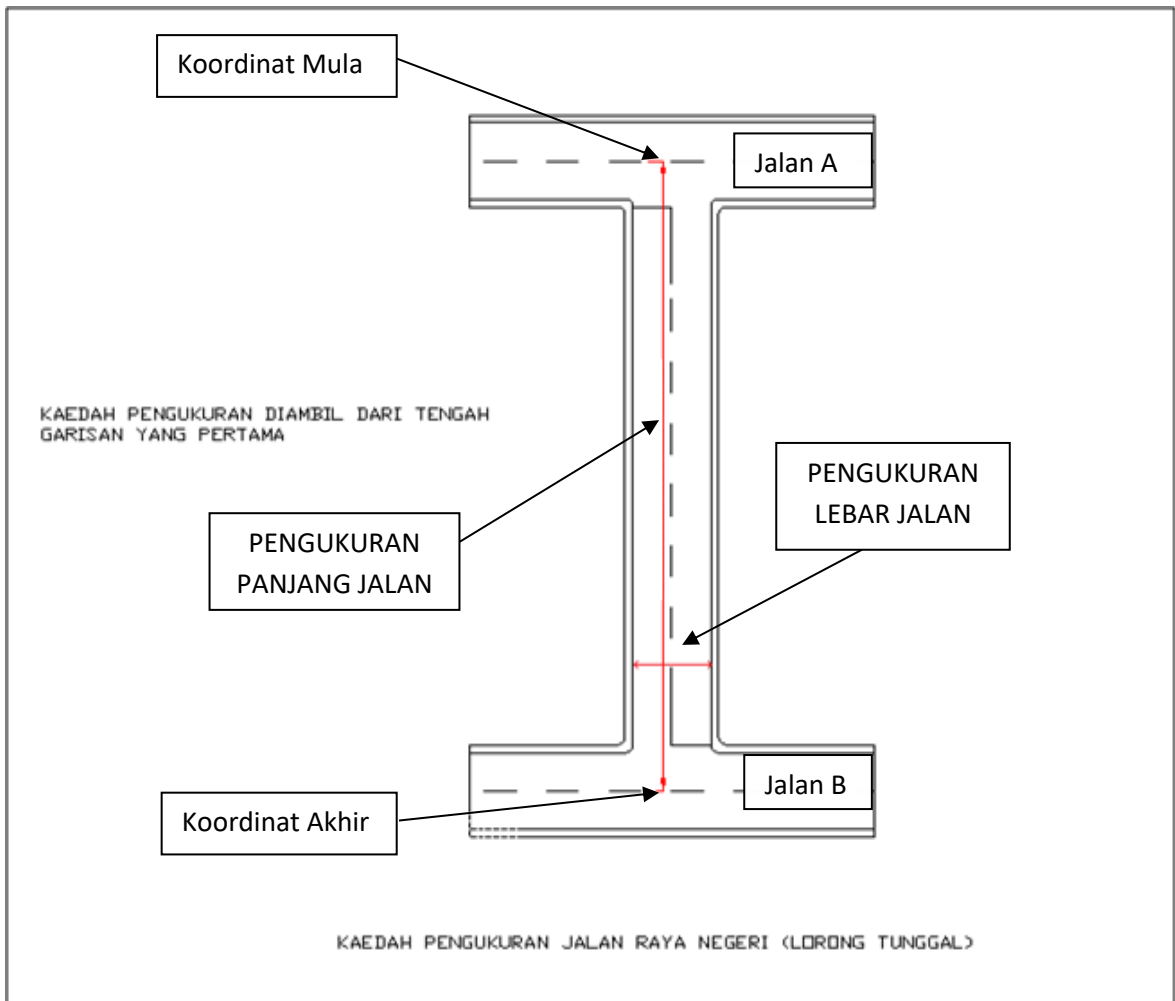 Koordinat Mula
Jalan A
KAEDAH PENGUKURAN DIAMBIL DARI TENGAH
GARISAN YANG PERTAMA
PENGUKURAN
LEBAR JALAN
PENGUKURAN
PANJANG JALAN
Jalan B
Koordinat Akhir
KAEDAH PENGUKURAN JALAN RAYA NEGERI (LORONG TUNGGAL)